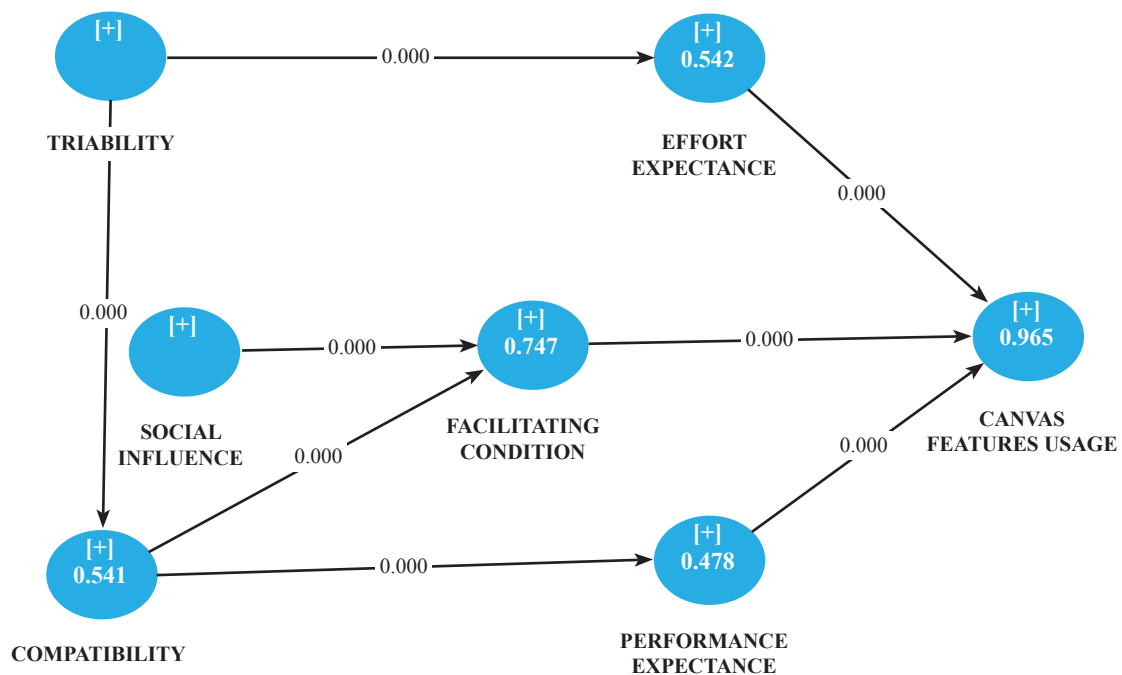 [+]
TRIABILITY
0.000
[+]
0.542
EFFORT
EXPECTANCE
0.000
0.000
[+]
SOCIAL
INFLUENCE
0.000
[+]
0.747
FACILITATING
CONDITION
0.000
[+]
0.965
CANVAS
FEATURES USAGE
0.000
0.000
[+]
0.541
COMPATIBILITY
0.000
[+]
0.478
PERFORMANCE
EXPECTANCE